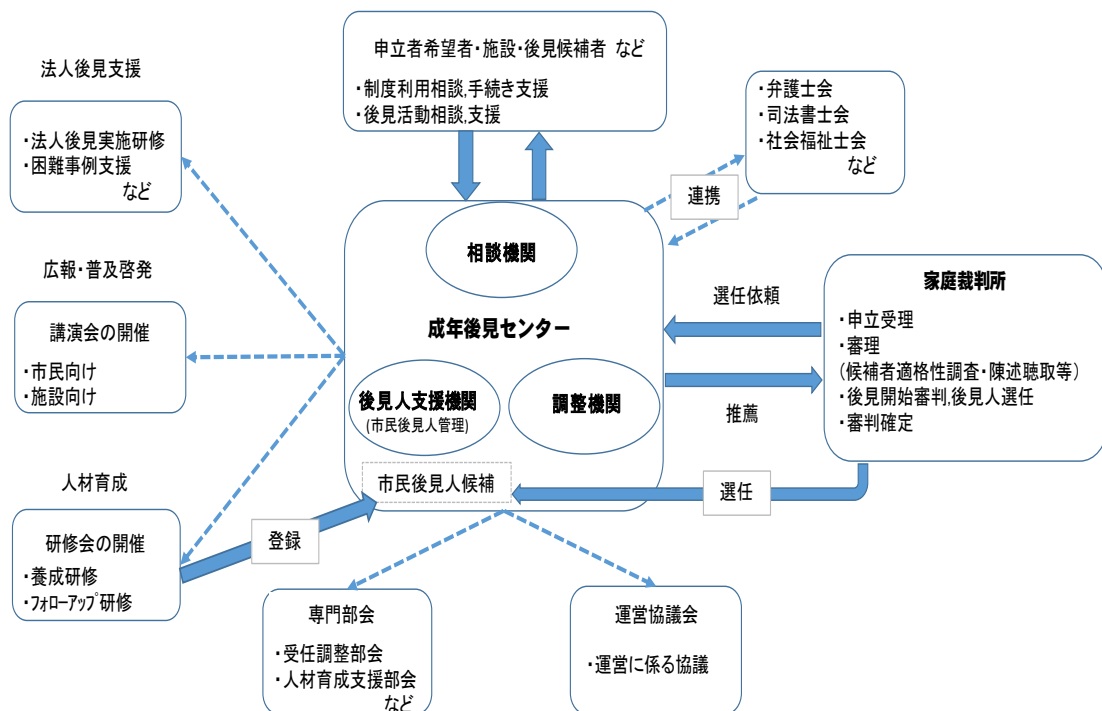 申立者希望者・施設・後見候補者 など
・制度利用相談,手続き支援
・後見活動相談,支援
法人後見支援
・法人後見実施研修
・困難事例支援
など
・弁護士会
・司法書士会
・社会福祉士会
など
連携
相談機関
成年後見センター
後見人支援機関
(市民後見人管理)
調整機関
市民後見人候補
広報・普及啓発
講演会の開催
・市民向け
・施設向け
選任依頼
推薦
家庭裁判所
・申立受理
・審理
(候補者適格性調査・陳述聴取等)
・後見開始審判,後見人選任
・審判確定
選任
人材育成
研修会の開催
・養成研修
・フォローアップ研修
登録
専門部会
・受任調整部会
・人材育成支援部会
など
運営協議会
・運営に係る協議